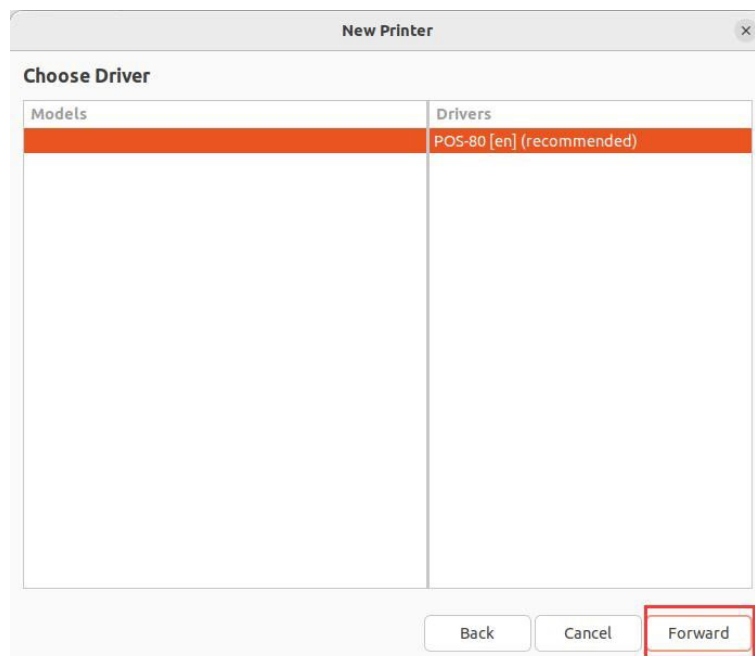 New Printer
Choose Driver
Models
Drivers
POS-80 [en] (recommended)
Back
Cancel
Forward